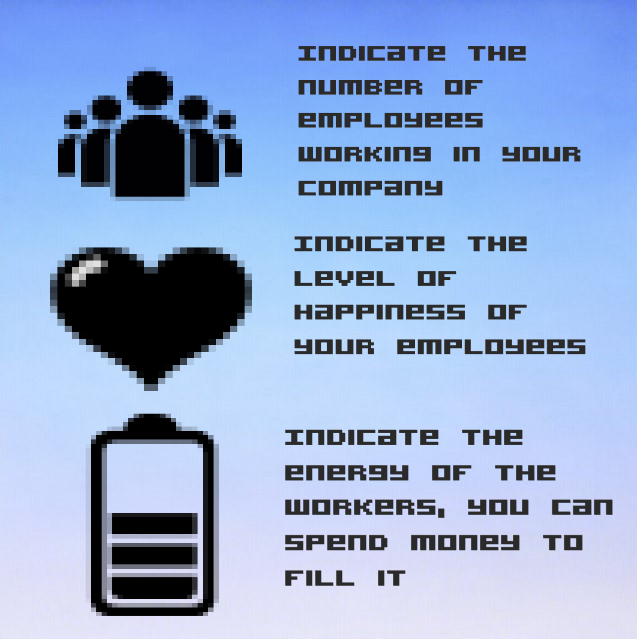 Indicate the
number of
employees
working in your
company
Indicate the
level of
happiness of
your employees
Indicate the
energy of the
workers, you can
spend money to
fill it